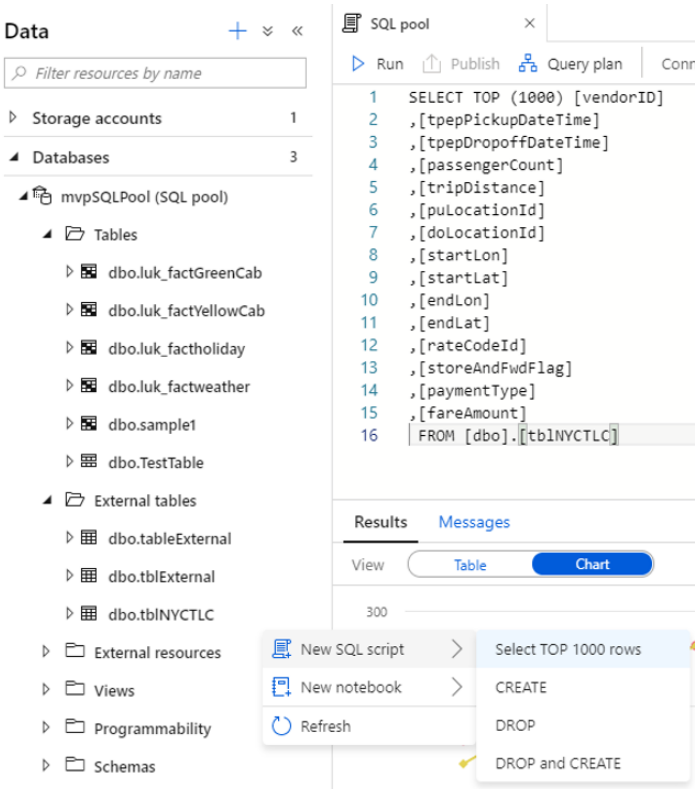 Data
Filter resources by name
Storage accounts 1
Databases 3
mvpSQLPool (SQL pool)
Tables
dbo.luk_factGreenCab
dbo.luk_factYellowCab
dbo.luk_factholiday
dbo.luk_factweather
dbo.sample1
dbo.TestTable
External tables
dbo.tableExternal
dbo.tblExternal
dbo.tblNYCTLC
External resources
Views
Programmability
Schemas
SQL pool
Run Publish Query plan Conn
1 SELECT TOP (1000) [vendorID]
2 ,[tpepPickupDateTime]
3 ,[tpepDropoffDateTime]
4 ,[passengerCount]
5 ,[tripDistance]
6 ,[puLocationId]
7 ,[doLocationId]
8 ,[startLon]
9 ,[startLat]
10 ,[endLon]
11 ,[endLat]
12 ,[rateCodeId]
13 ,[storeAndFwdFlag]
14 ,[paymentType]
15 ,[fareAmount]
16 FROM [dbo].[tblNYCTLC]
Results Messages
View Table Chart
300
New SQL script
New notebook
Refresh
Select TOP 1000 rows
CREATE
DROP
DROP and CREATE